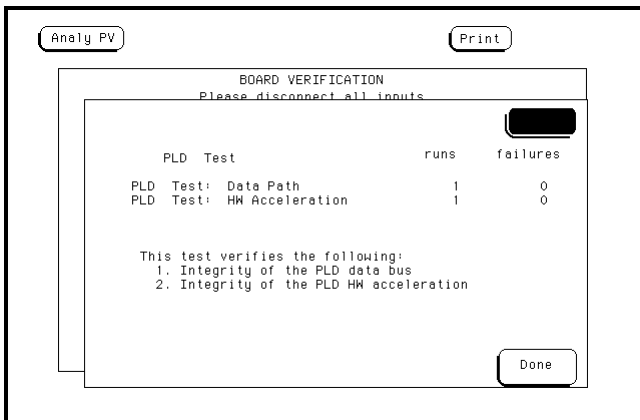 Analy PV
Print
BOARD VERIFICATION
Please disconnect all inputs
PLD Test runs failures
PLD Test: Data Path 1 0
PLD Test: HW Acceleration 1 0
This test verifies the following:
1. Integrity of the PLD data bus
2. Integrity of the PLD HW acceleration
Done